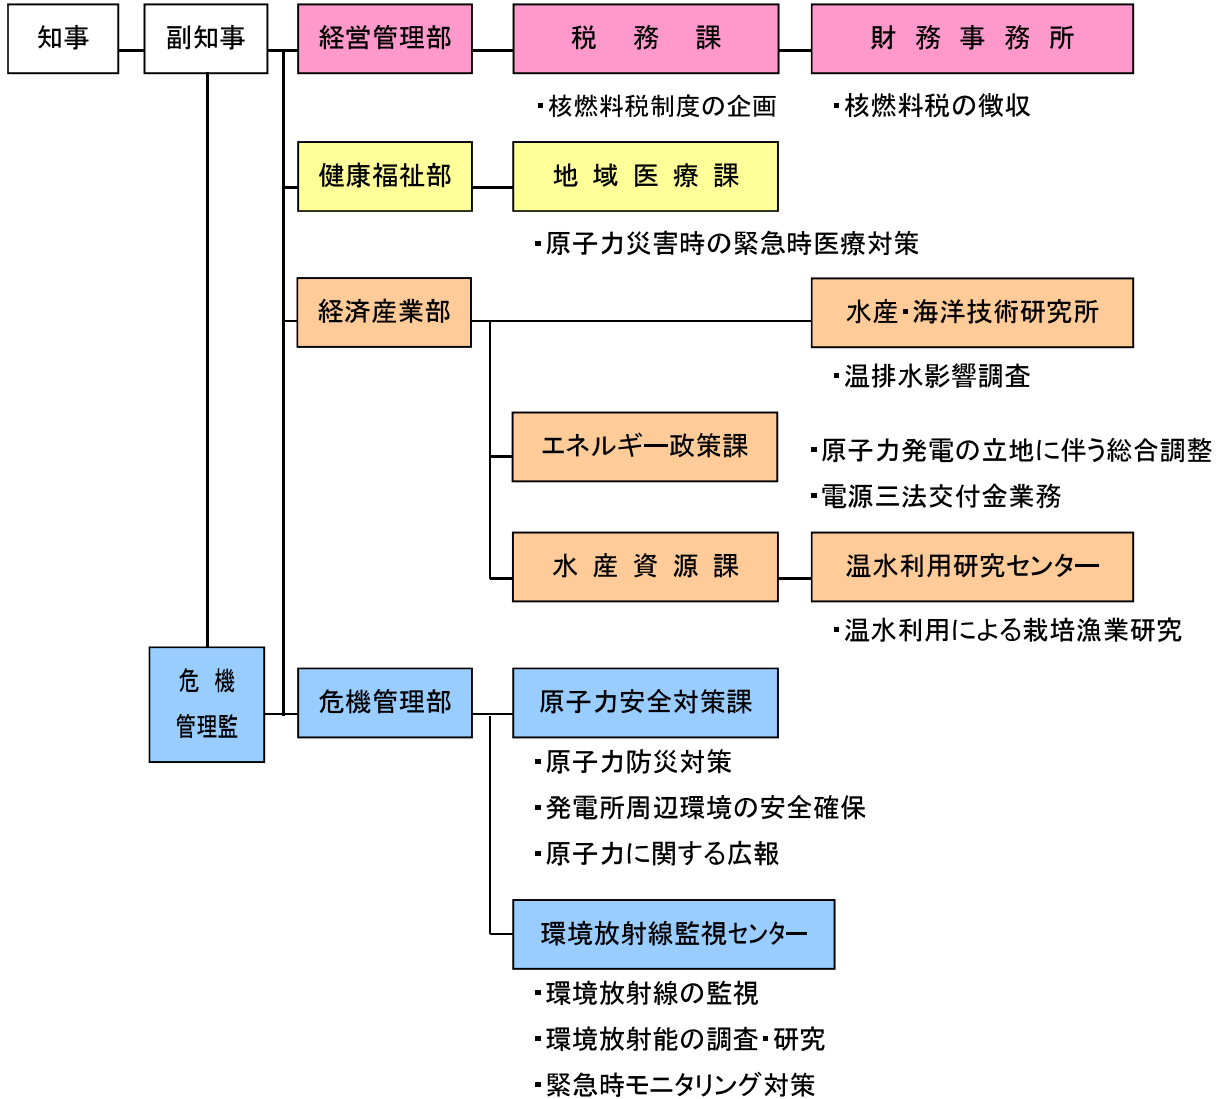 知事
副知事
経営管理部
税務課
財務事務所
・核燃料税制度の企画
・核燃料税の徴収
健康福祉部
地域医療課
・原子力災害時の緊急時医療対策
経済産業部
水産・海洋技術研究所
・温排水影響調査
エネルギー政策課
・原子力発電の立地に伴う総合調整
・電源三法交付金業務
水産資源課
温水利用研究センター
・温水利用による栽培漁業研究
危機
管理監
危機管理部
原子力安全対策課
・原子力防災対策
・発電所周辺環境の安全確保
・原子力に関する広報
環境放射線監視センター
・環境放射線の監視
・環境放射能の調査・研究
・緊急時モニタリング対策